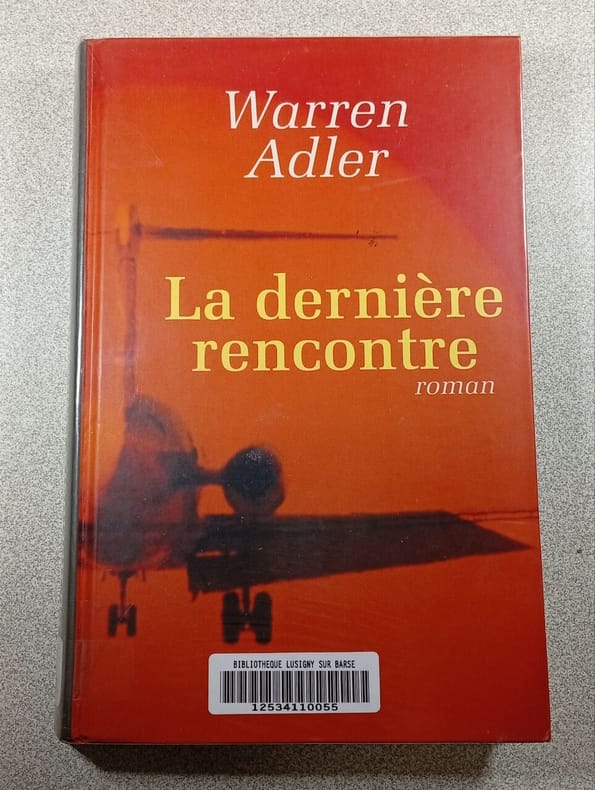 Warren
Adler
La dernière
rencontre
roman
BIBLIOTHEQUE LUSIGNY SUR BARSE
12534110055